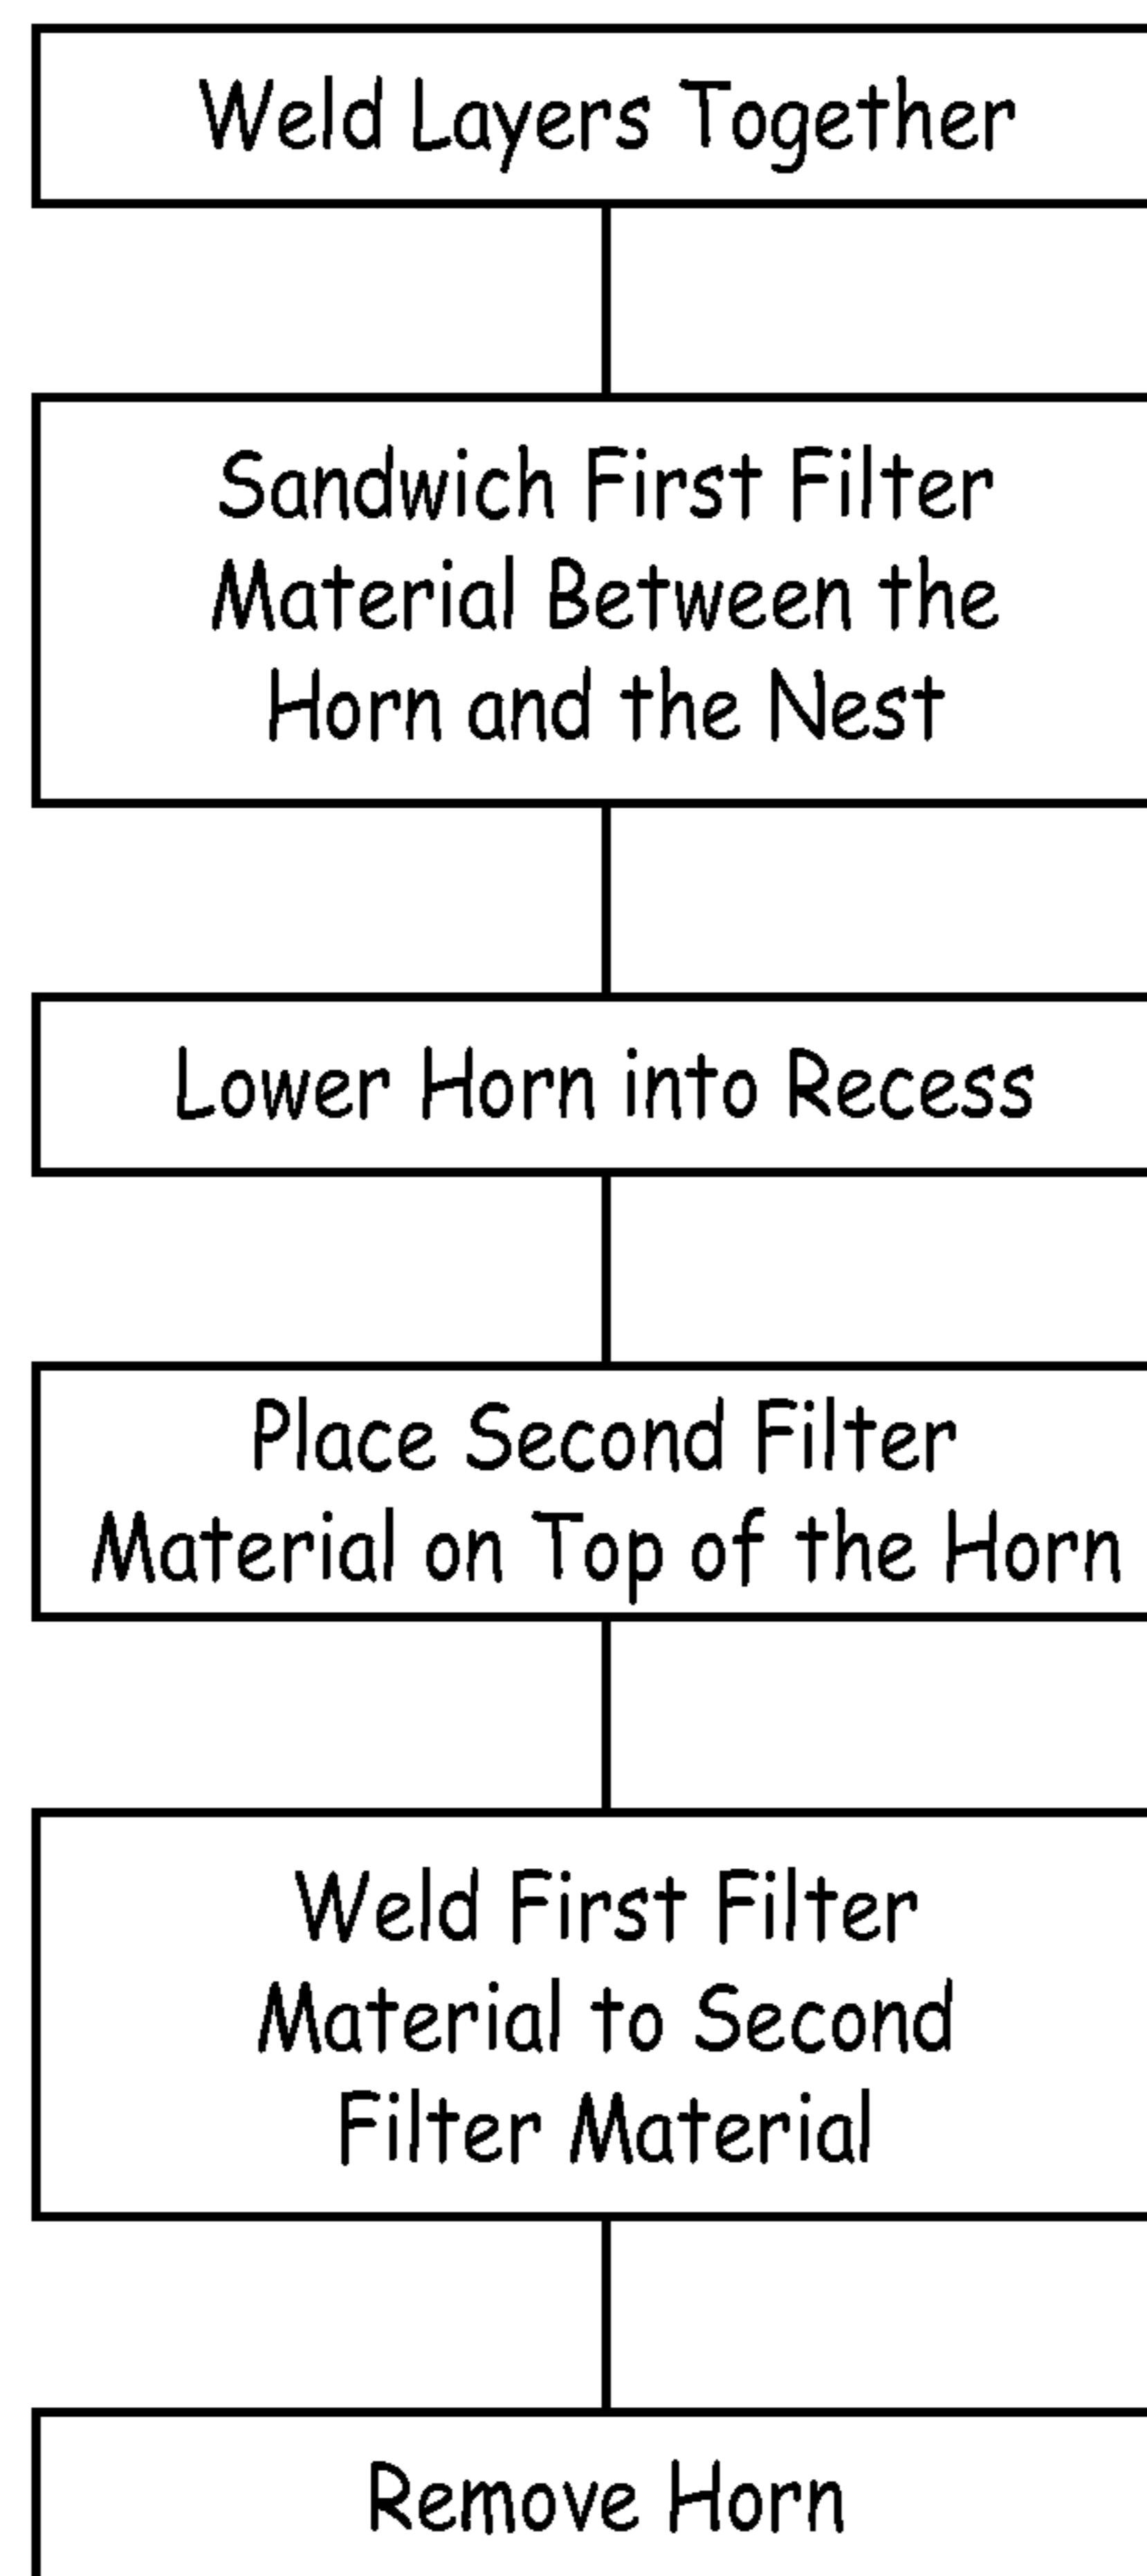 Weld Layers Together
Sandwich First Filter
Material Between the
Horn and the Nest
Lower Horn into Recess
Place Second Filter
Material on Top of the Horn
Weld First Filter
Material to Second
Filter Material
Remove Horn